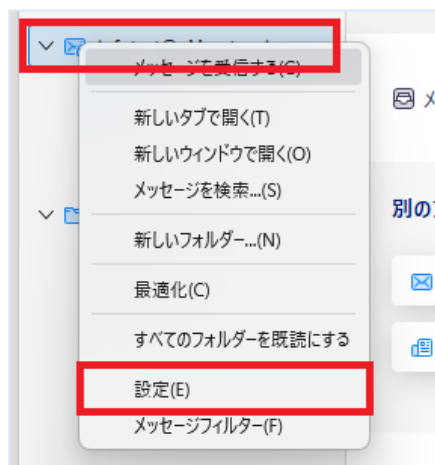 メッセージを受信する(G)
新しいタブで開く(T)
新しいウィンドウで開く(O)
メッセージを検索...(S)
新しいフォルダー...(N)
最適化(C)
すべてのフォルダーを既読にする
設定(E)
メッセージフィルター(F)
別の